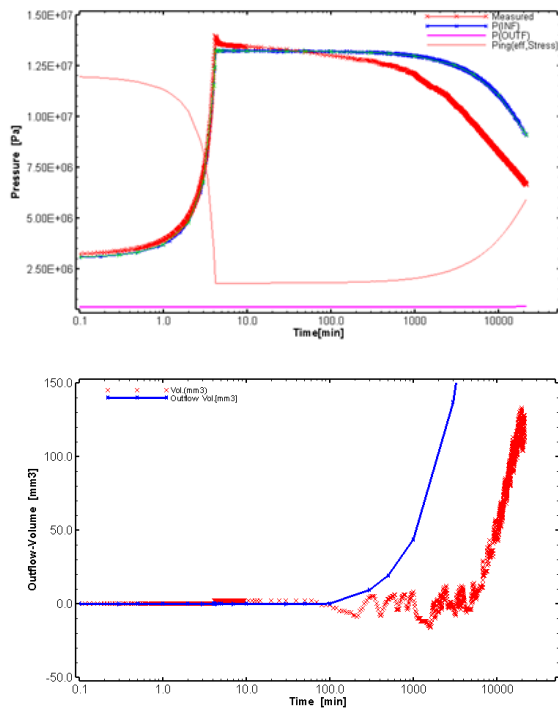 1.50E+07
Measured
P(INF)
P(OUTF)
Ping(eff,Stress)
1.25E+07
1.00E+07
7.50E+06
5.00E+06
2.50E+06
Pressure [Pa]
0.1 1.0 10.0 100.0 1000 10000
Time[min]
150.0
Vol.(mm3)
Outflow Vol.[mm3]
100.0
50.0
0.0
-50.0
Outflow-Volume [mm3]
0.1 1.0 10.0 100.0 1000 10000
Time [min]